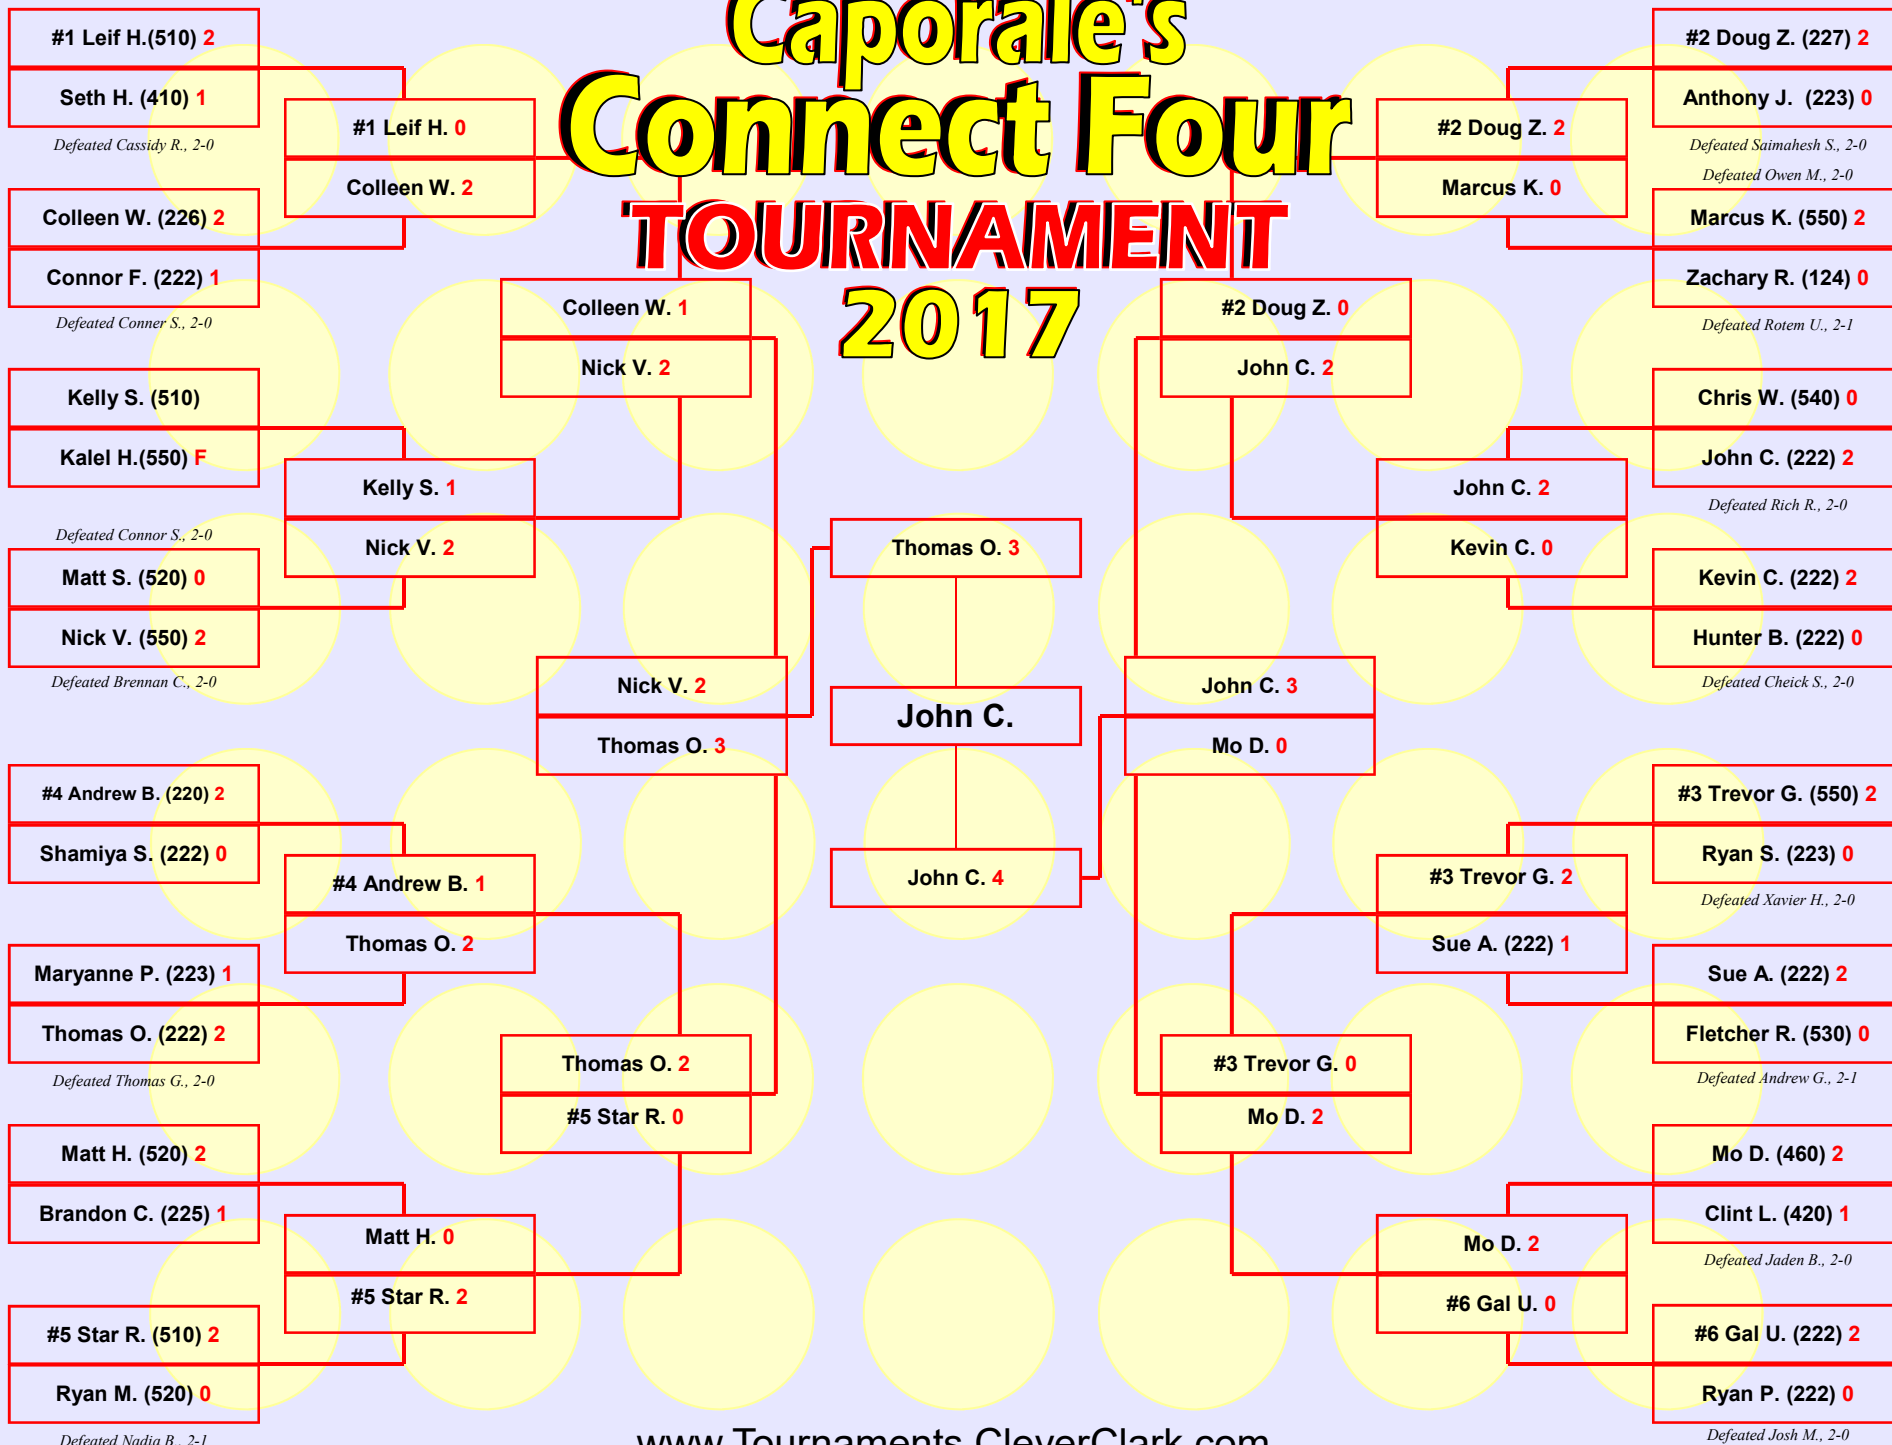 Caporale's
Connect Four
TOURNAMENT
2017
#1 Leif H.(510) 2
Seth H. (410) 1
Defeated Cassidy R., 2-0
Colleen W. (226) 2
Connor F. (222) 1
Defeated Conner S., 2-0
Kelly S. (510)
Kalel H.(550) F
Defeated Connor S., 2-0
Matt S. (520) 0
Nick V. (550) 2
Defeated Brennan C., 2-0
#4 Andrew B. (220) 2
Shamiya S. (222) 0
Maryanne P. (223) 1
Thomas O. (222) 2
Defeated Thomas G., 2-0
Matt H. (520) 2
Brandon C. (225) 1
#5 Star R. (510) 2
Ryan M. (520) 0
Defeated Nadia B., 2-1
#1 Leif H. 0
Colleen W. 2
Kelly S. 1
Nick V. 2
#4 Andrew B. 1
Thomas O. 2
Matt H. 0
#5 Star R. 2
Colleen W. 1
Nick V. 2
Thomas O. 2
#5 Star R. 0
Nick V. 2
Thomas O. 3
Thomas O. 3
John C.
John C. 4
John C. 3
Mo D. 0
#2 Doug Z. 0
John C. 2
#3 Trevor G. 0
Mo D. 2
#2 Doug Z. 2
Marcus K. 0
John C. 2
Kevin C. 0
#3 Trevor G. 2
Sue A. (222) 1
Mo D. 2
#6 Gal U. 0
#2 Doug Z. (227) 2
Anthony J. (223) 0
Defeated Saimahesh S., 2-0
Defeated Owen M., 2-0
Marcus K. (550) 2
Zachary R. (124) 0
Defeated Rotem U., 2-1
Chris W. (540) 0
John C. (222) 2
Defeated Rich R., 2-0
Kevin C. (222) 2
Hunter B. (222) 0
Defeated Cheick S., 2-0
#3 Trevor G. (550) 2
Ryan S. (223) 0
Defeated Xavier H., 2-0
Sue A. (222) 2
Fletcher R. (530) 0
Defeated Andrew G., 2-1
Mo D. (460) 2
Clint L. (420) 1
Defeated Jaden B., 2-0
#6 Gal U. (222) 2
Ryan P. (222) 0
Defeated Josh M., 2-0
www.Tournaments.CleverClark.com